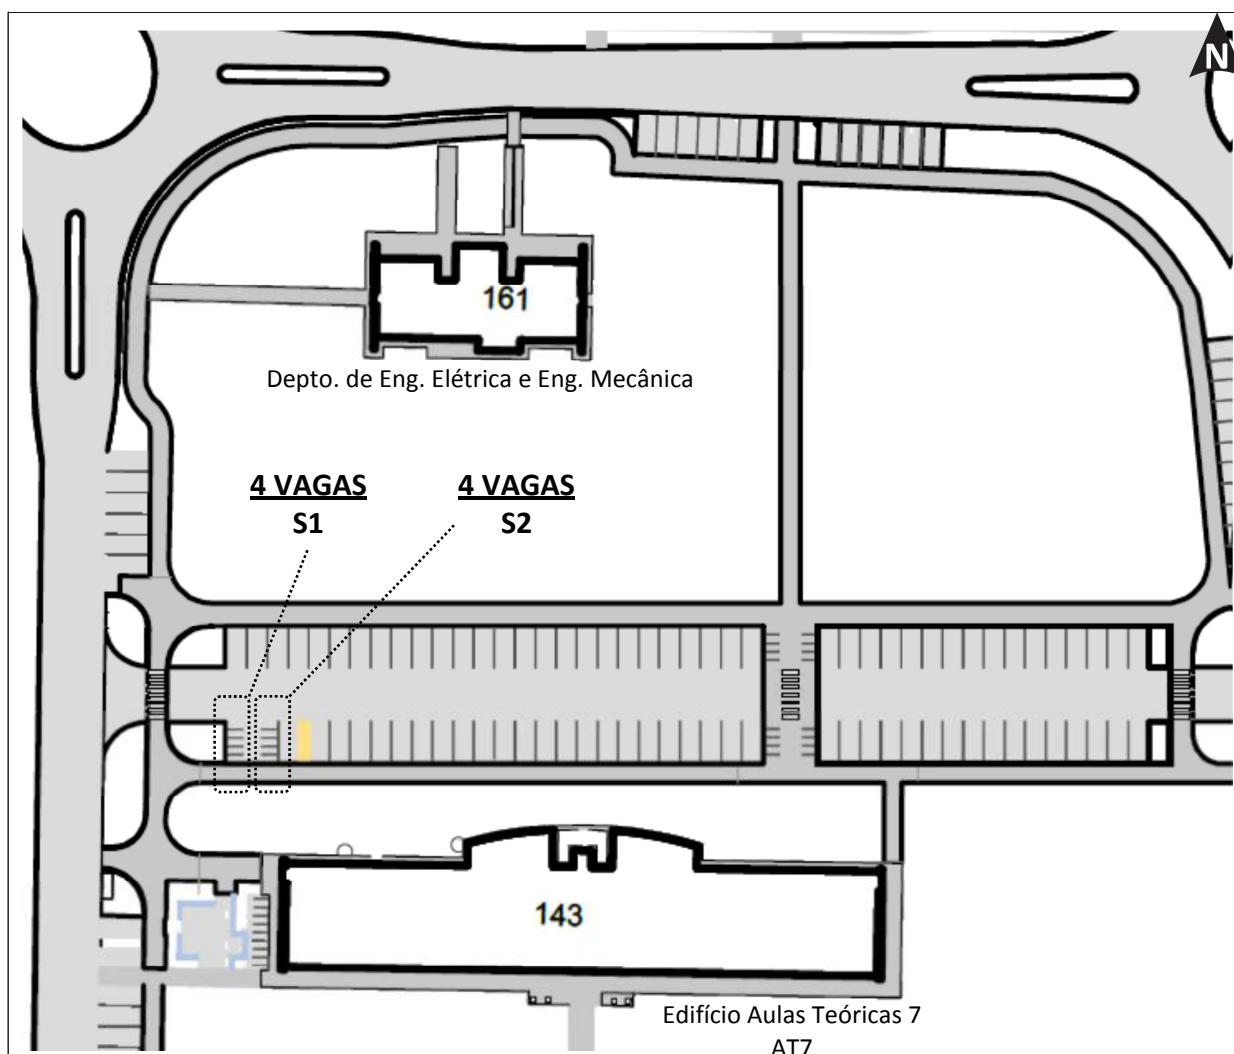 N
161
Depto. de Eng. Elétrica e Eng. Mecânica
4 VAGAS
S1
4 VAGAS
S2
143
Edifício Aulas Teóricas 7
AT7